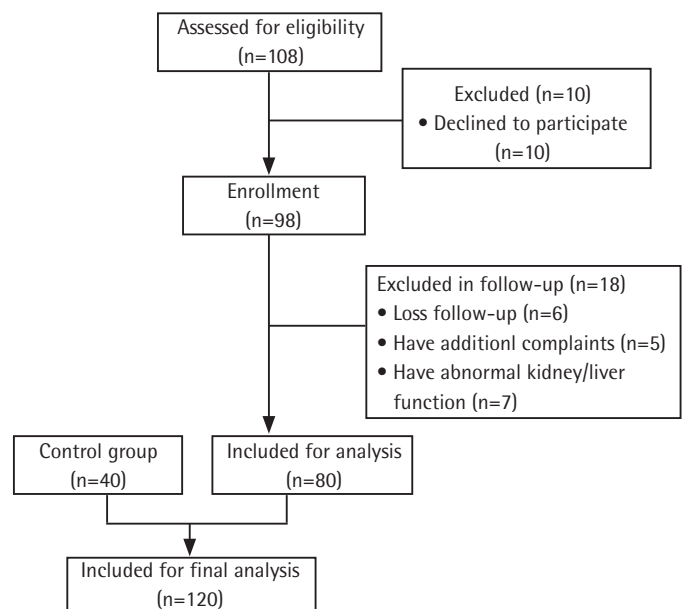 Assessed for eligibility
(n=108)
Excluded (n=10)
• Declined to participate
(n=10)
Enrollment
(n=98)
Excluded in follow-up (n=18)
• Loss follow-up (n=6)
• Have additionl complaints (n=5)
• Have abnormal kidney/liver
function (n=7)
Control group
(n=40)
Included for analysis
(n=80)
Included for final analysis
(n=120)